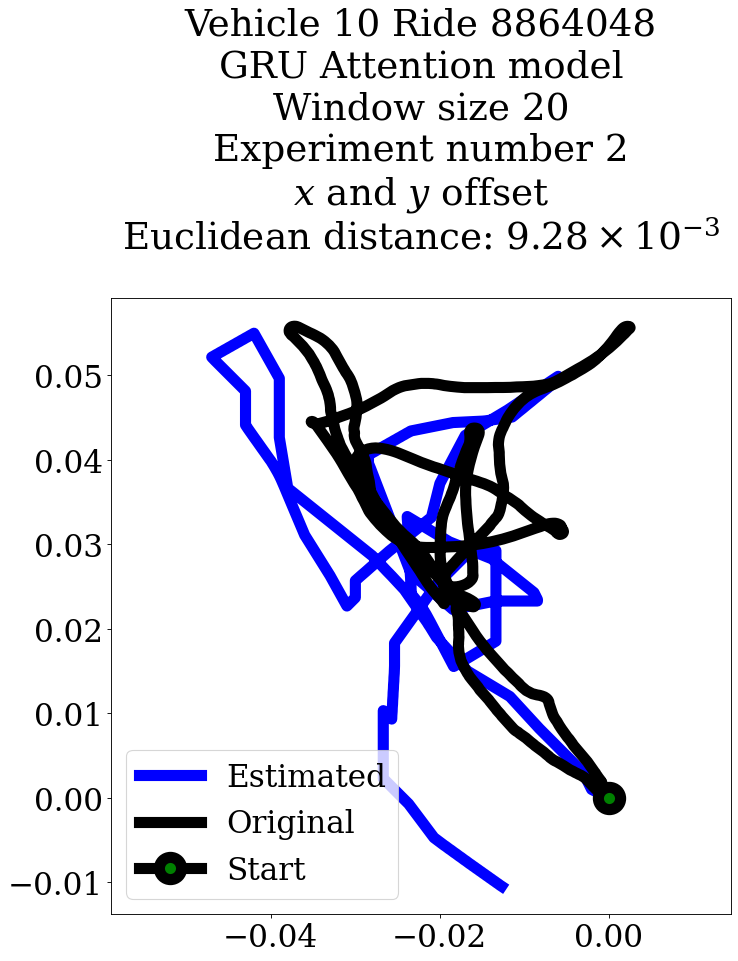 Vehicle 10 Ride 8864048
GRU Attention model
Window size 20
Experiment number 2
x and y offset
Euclidean distance: 9.28 × 10⁻³
0.05
0.04
0.03
0.02
0.01
0.00
−0.01
Estimated
Original
Start
−0.04
−0.02
0.00